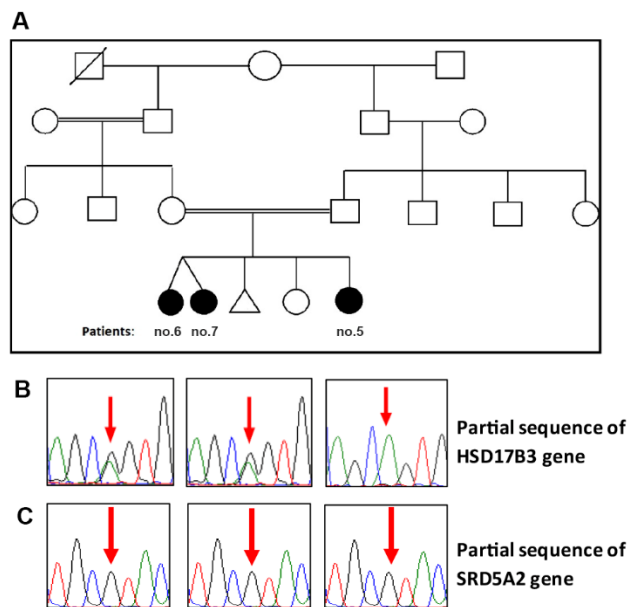 A
Patients: no.6 no.7 no.5
B
Partial sequence of
HSD17B3 gene
C
Partial sequence of
SRD5A2 gene